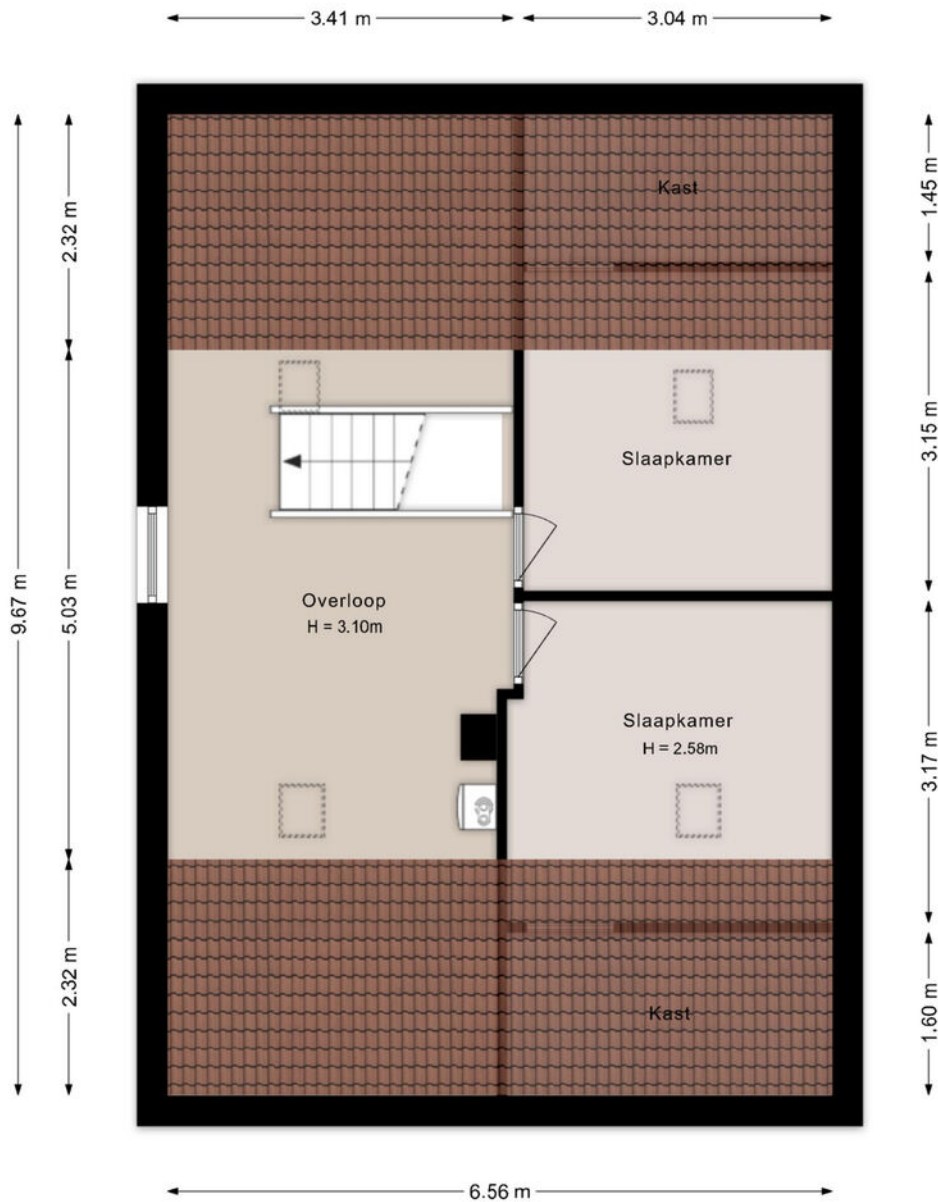 3.41 m
3.04 m
Kast
1.45 m
2.32 m
Slaapkamer
3.15 m
Overloop
H = 3.10m
9.67 m
5.03 m
Slaapkamer
H = 2.58m
3.17 m
2.32 m
Kast
1.60 m
6.56 m